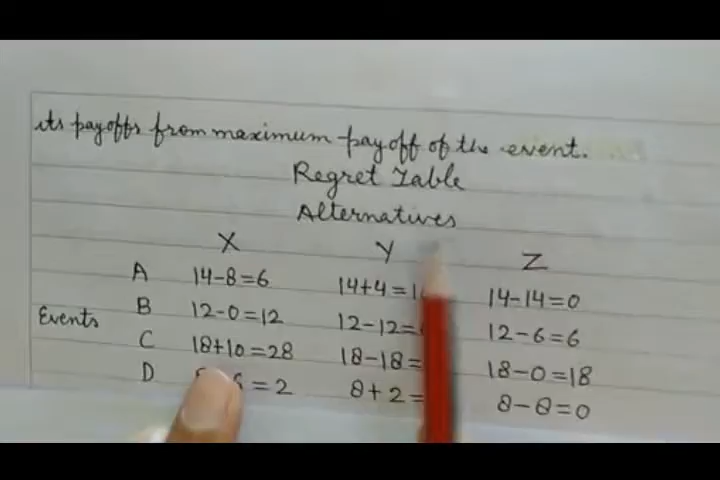 its payoffs from maximum payoff of the event.
Regret Table
Alternatives
X Y Z
A 14-8=6 14+4= 14-14=0
Events B 12-0=12 12-12= 12-6=6
C 18+10=28 18-18= 18-0=18
D = 2 8+2= 8-8=0